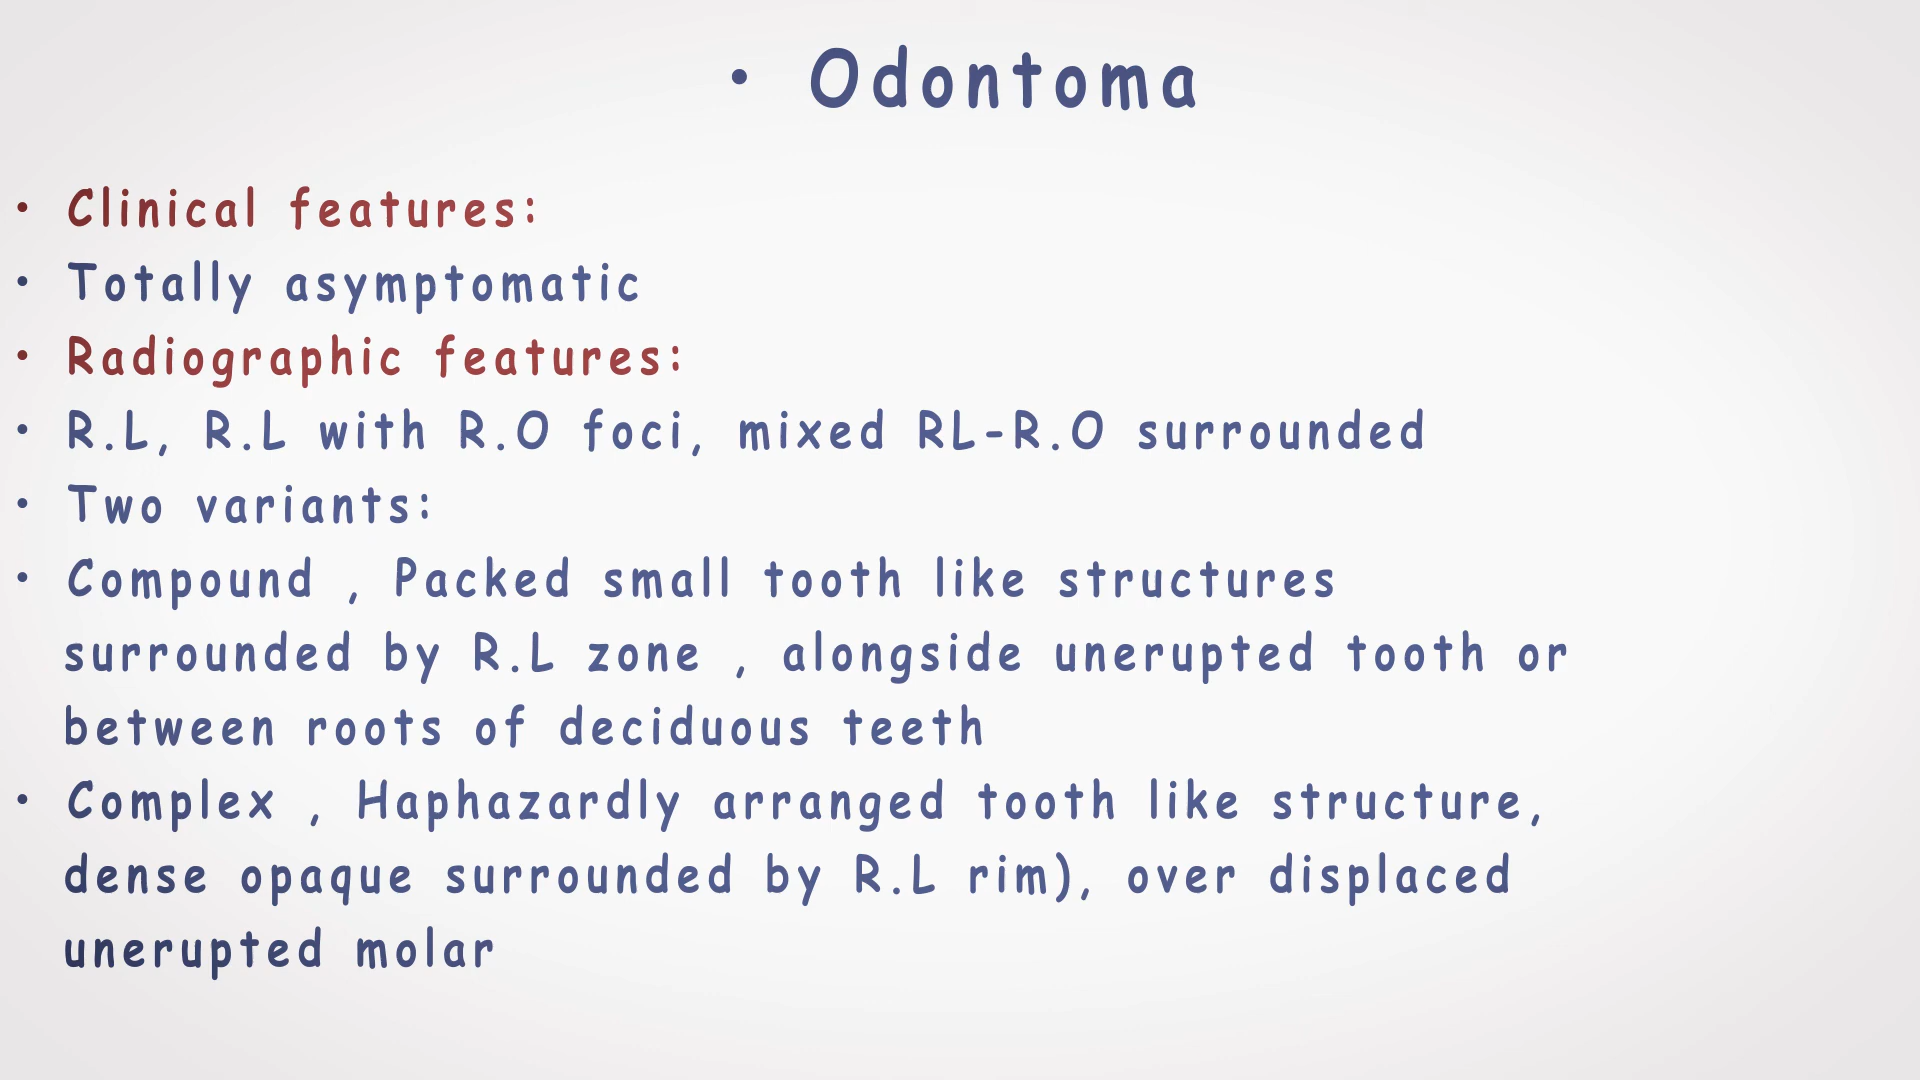 • Odontoma
• Clinical features:
• Totally asymptomatic
• Radiographic features:
• R.L, R.L with R.O foci, mixed RL-R.O surrounded
• Two variants:
• Compound , Packed small tooth like structures
surrounded by R.L zone , alongside unerupted tooth or
between roots of deciduous teeth
• Complex , Haphazardly arranged tooth like structure,
dense opaque surrounded by R.L rim), over displaced
unerupted molar